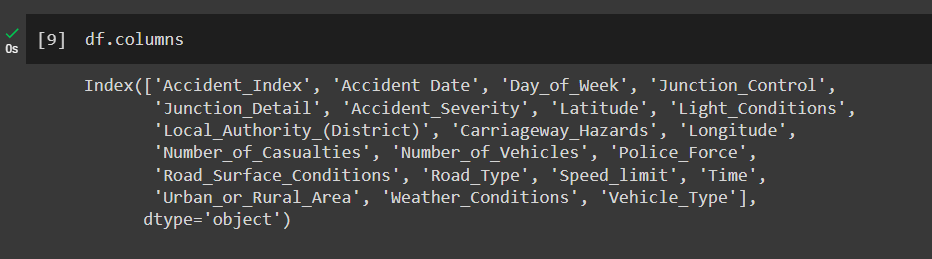 [9] df.columns
0s
Index(['Accident_Index', 'Accident Date', 'Day_of_Week', 'Junction_Control',
'Junction_Detail', 'Accident_Severity', 'Latitude', 'Light_Conditions',
'Local_Authority_(District)', 'Carriageway_Hazards', 'Longitude',
'Number_of_Casualties', 'Number_of_Vehicles', 'Police_Force',
'Road_Surface_Conditions', 'Road_Type', 'Speed_limit', 'Time',
'Urban_or_Rural_Area', 'Weather_Conditions', 'Vehicle_Type'],
dtype='object')